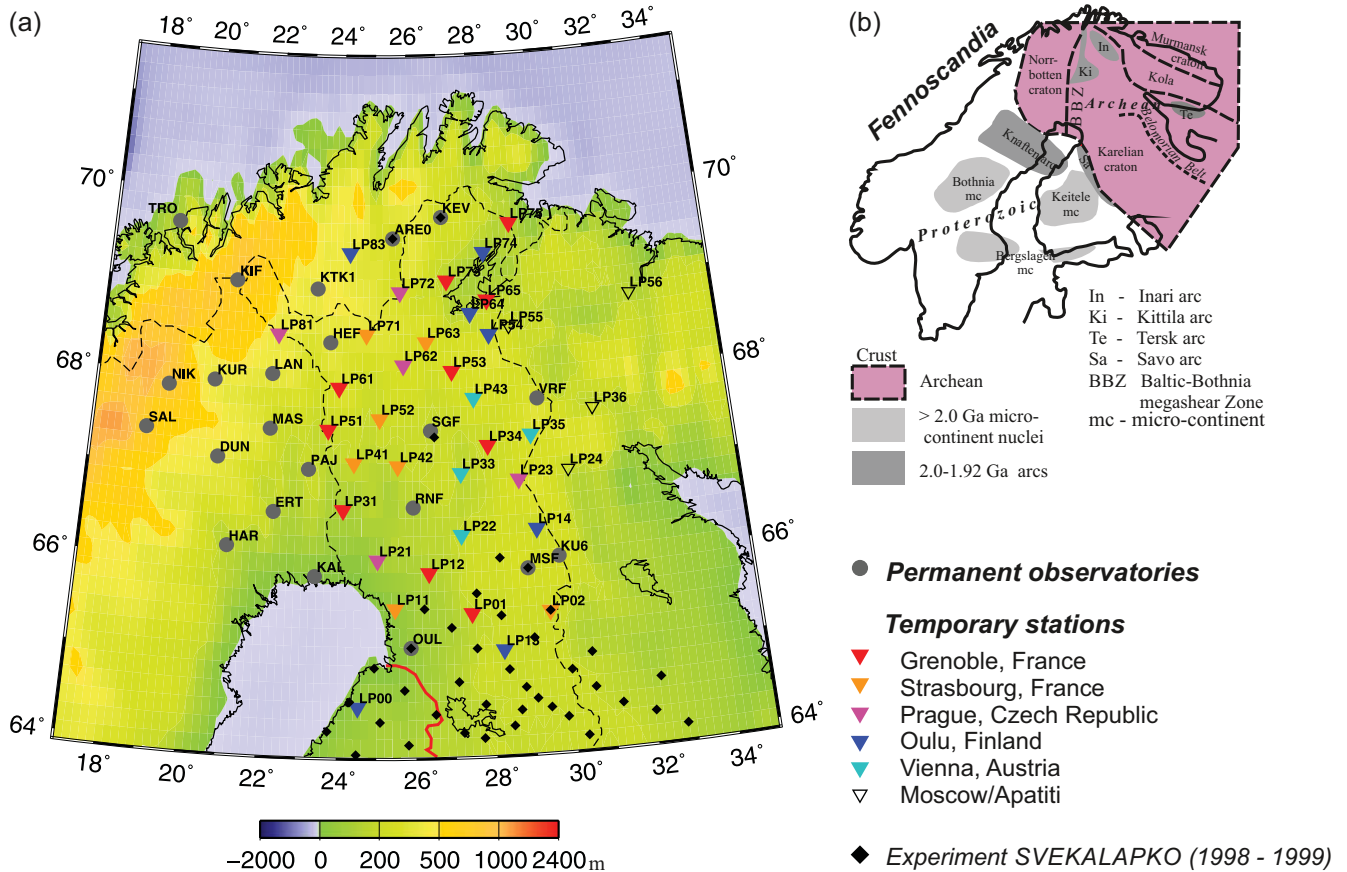 (a)
18° 20° 22° 24° 26° 28° 30° 32° 34°
70° 70°
68° 68°
66° 66°
64° 64°
18° 20° 22° 24° 26° 28° 30° 32° 34°
TRO
KEV
LP73
ARE0
LP83
LP74
KIF
KTK1
LP72
LP65
LP56
LP64
LP81
HEF
LP71
LP63
LP54
LP55
NIK
KUR
LAN
LP62
LP53
LP61
LP43
VRF
LP36
SAL
MAS
LP51
LP52
SGF
LP35
DUN
PAJ
LP41
LP42
LP34
LP33
LP23
LP24
ERT
LP31
RNF
LP14
HAR
LP22
KU6
KAL
LP21
LP12
MSF
LP11
LP01
LP02
OUL
LP13
LP00
−2000 0 200 500 1000 2400 m
(b)
Fennoscandia
In
Murmansk
craton
Norr-
botten
craton
Ki
Kola
BBZ
Archean
Te
Belomorian Belt
Knaften arc
Sa
Karelian
craton
Bothnia
mc
Keitele
mc
Proterozoic
Bergslagen
mc
In - Inari arc
Ki - Kittila arc
Te - Tersk arc
Sa - Savo arc
BBZ Baltic-Bothnia
megashear Zone
mc - micro-continent
Crust
Archean
> 2.0 Ga micro-
continent nuclei
2.0-1.92 Ga arcs
Permanent observatories
Temporary stations
Grenoble, France
Strasbourg, France
Prague, Czech Republic
Oulu, Finland
Vienna, Austria
Moscow/Apatiti
Experiment SVEKALAPKO (1998 - 1999)